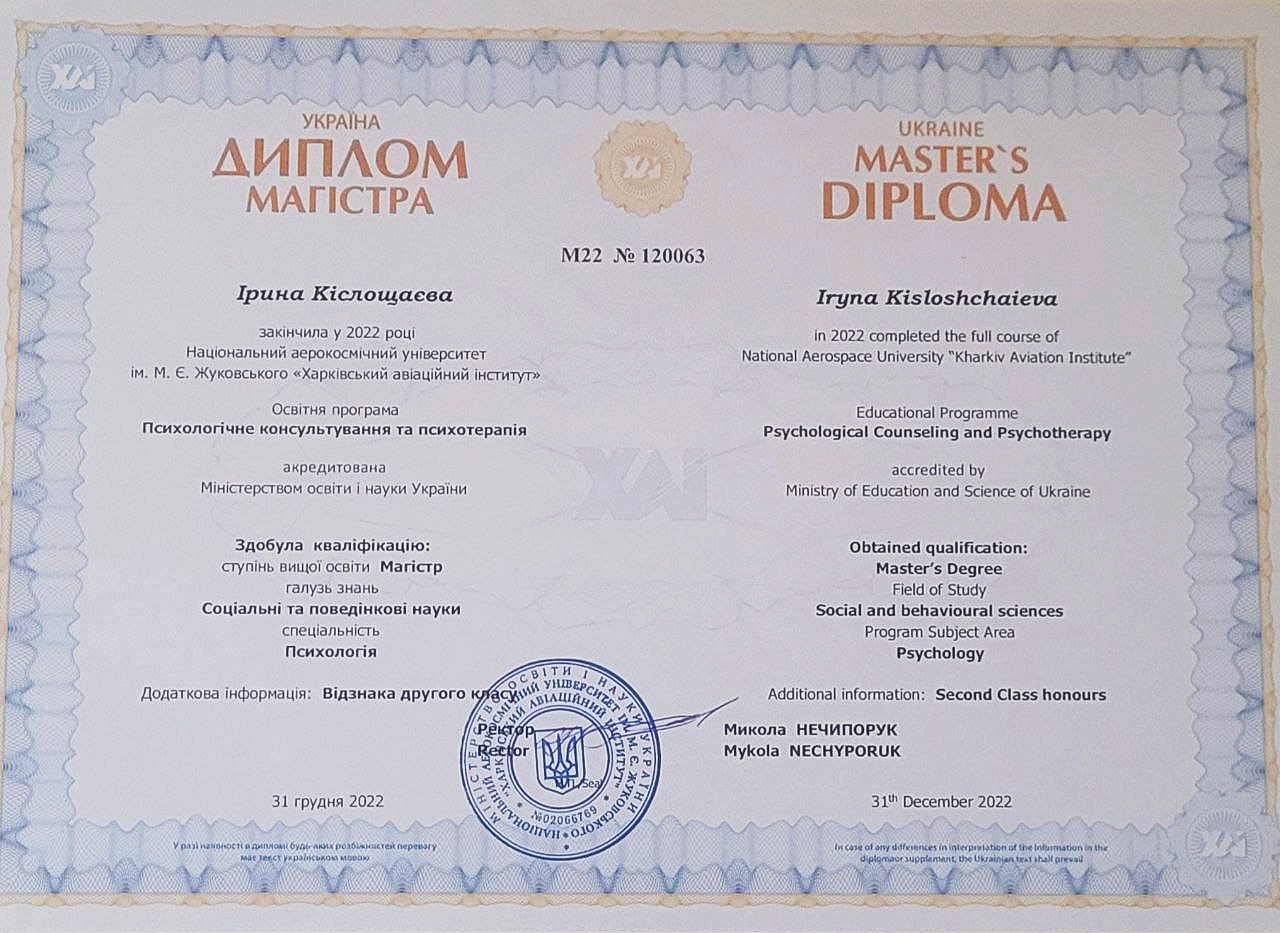 УКРАЇНА
ДИПЛОМ
МАГІСТРА
UKRAINE
MASTER`S
DIPLOMA
ХАІ
М22 № 120063
Ірина Кіслощаєва
закінчила у 2022 році
Національний аерокосмічний університет
ім. М. Є. Жуковського «Харківський авіаційний інститут»
Освітня програма
Психологічне консультування та психотерапія
акредитована
Міністерством освіти і науки України
Здобула кваліфікацію:
ступінь вищої освіти Магістр
галузь знань
Соціальні та поведінкові науки
спеціальність
Психологія
Додаткова інформація: Відзнака другого класу
Iryna Kisloshchaieva
in 2022 completed the full course of
National Aerospace University “Kharkiv Aviation Institute”
Educational Programme
Psychological Counseling and Psychotherapy
accredited by
Ministry of Education and Science of Ukraine
Obtained qualification:
Master’s Degree
Field of Study
Social and behavioural sciences
Program Subject Area
Psychology
Additional information: Second Class honours
Ректор
Rector
Микола НЕЧИПОРУК
Mykola NECHYPORUK
МІНІСТЕРСТВО ОСВІТИ І НАУКИ УКРАЇНИ
НАЦІОНАЛЬНИЙ АЕРОКОСМІЧНИЙ УНІВЕРСИТЕТ ІМ. М. Є. ЖУКОВСЬКОГО
"ХАРКІВСЬКИЙ АВІАЦІЙНИЙ ІНСТИТУТ"
№02066769
/Seal
31 грудня 2022
31th December 2022
У разі наявності в дипломі будь-яких розбіжностей перевагу
має текст українською мовою
In case of any differences in interpretation of the information in the
diplomaor supplement, the Ukrainian text shall prevail